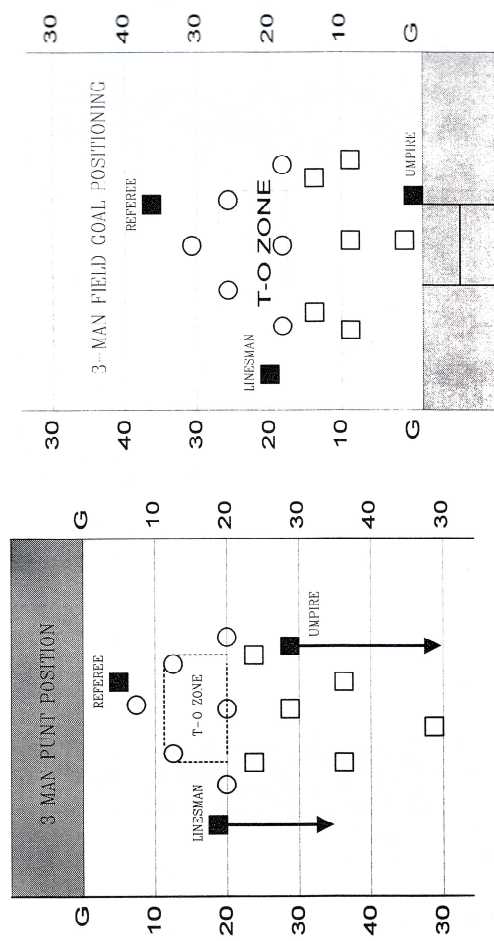 3-MAN FIELD GOAL POSITIONING
30
30
40
40
REFEREE
30
30
T-O ZONE
LINESMAN
20
20
10
10
UMPIRE
G
G
3 MAN PUNT POSITION
G
G
REFEREE
10
10
T-O ZONE
LINESMAN
20
20
UMPIRE
30
30
40
40
30
30